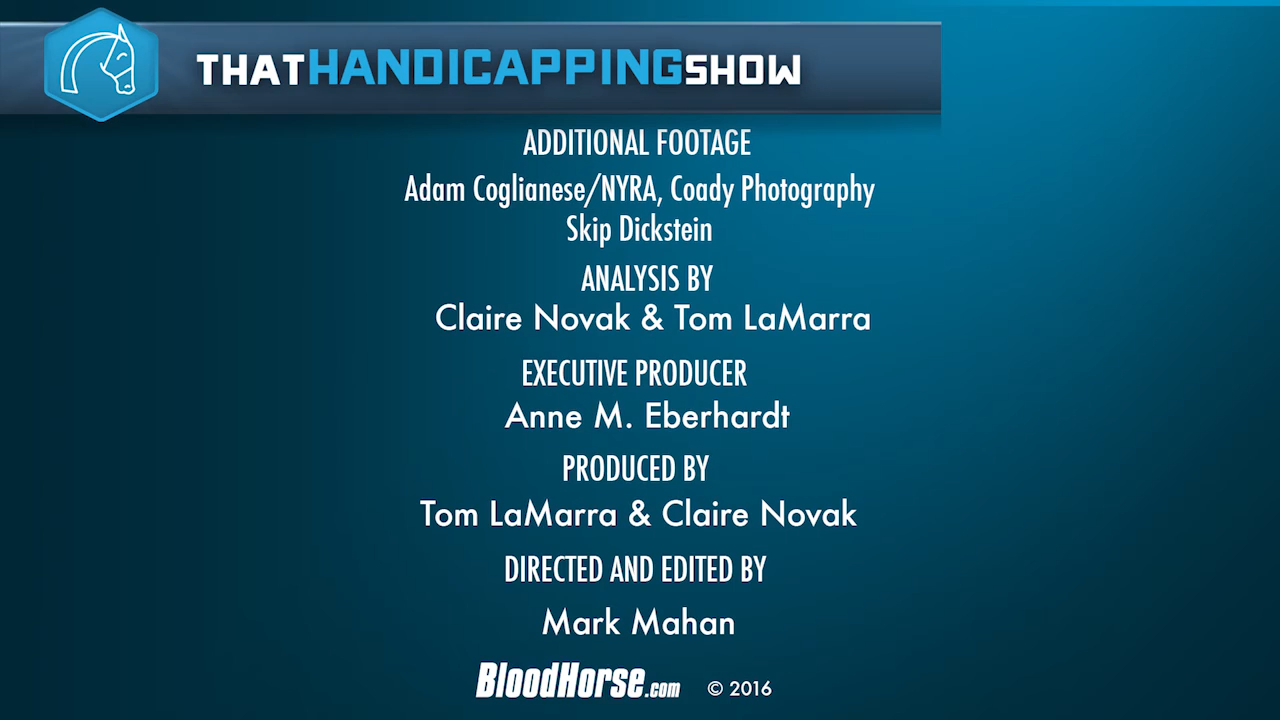 THATHANDICAPPINGSHOW
ADDITIONAL FOOTAGE
Adam Coglianese/NYRA, Coady Photography
Skip Dickstein
ANALYSIS BY
Claire Novak & Tom LaMarra
EXECUTIVE PRODUCER
Anne M. Eberhardt
PRODUCED BY
Tom LaMarra & Claire Novak
DIRECTED AND EDITED BY
Mark Mahan
BloodHorse.com © 2016